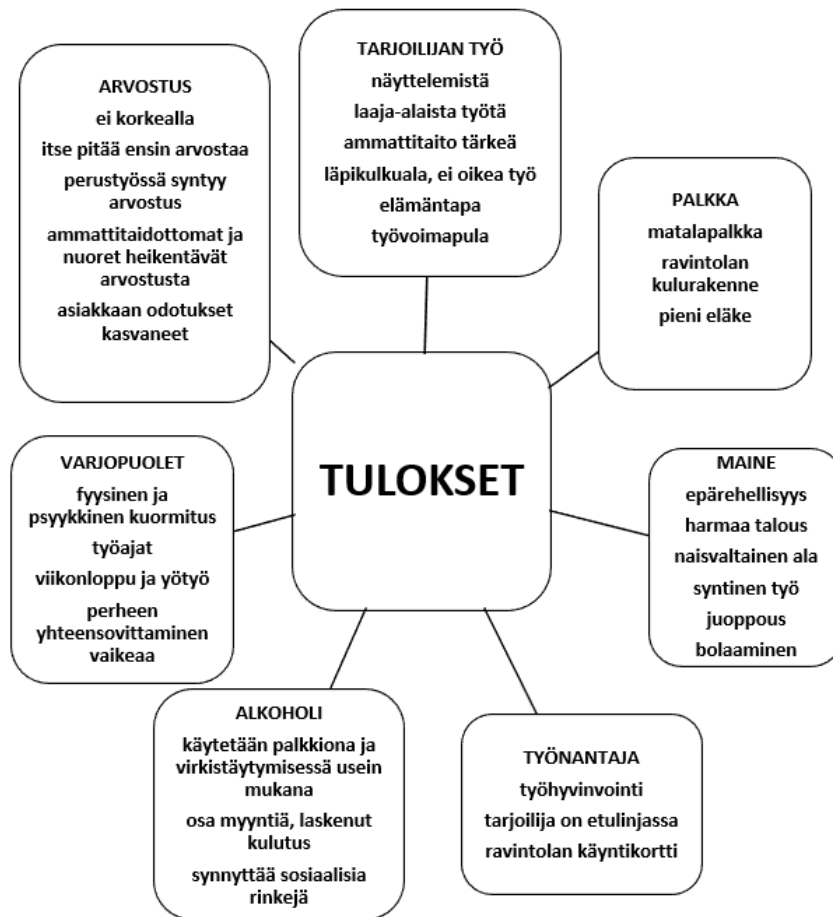 TARJOILIJAN TYÖ
näyttelemistä
laaja-alaista työtä
ammattitaito tärkeä
läpikulkuala, ei oikea työ
elämäntapa
työvoimapula
ARVOSTUS
ei korkealla
itse pitää ensin arvostaa
perustyössä syntyy
arvostus
ammattitaidottomat ja
nuoret heikentävät
arvostusta
asiakkaan odotukset
kasvaneet
PALKKA
matalapalkka
ravintolan
kulurakenne
pieni eläke
TULOKSET
VARJOPUOLET
fyysinen ja
psyykkinen kuormitus
työajat
viikonloppu ja yötyö
perheen
yhteensovittaminen
vaikeaa
MAINE
epärehellisyys
harmaa talous
naisvaltainen ala
syntinen työ
juoppous
bolaaminen
ALKOHOLI
käytetään palkkiona ja
virkistäytymisessä usein
mukana
osa myyntiä, laskenut
kulutus
synnyttää sosiaalisia
rinkejä
TYÖNANTAJA
työhyvinvointi
tarjoilija on etulinjassa
ravintolan käyntikortti